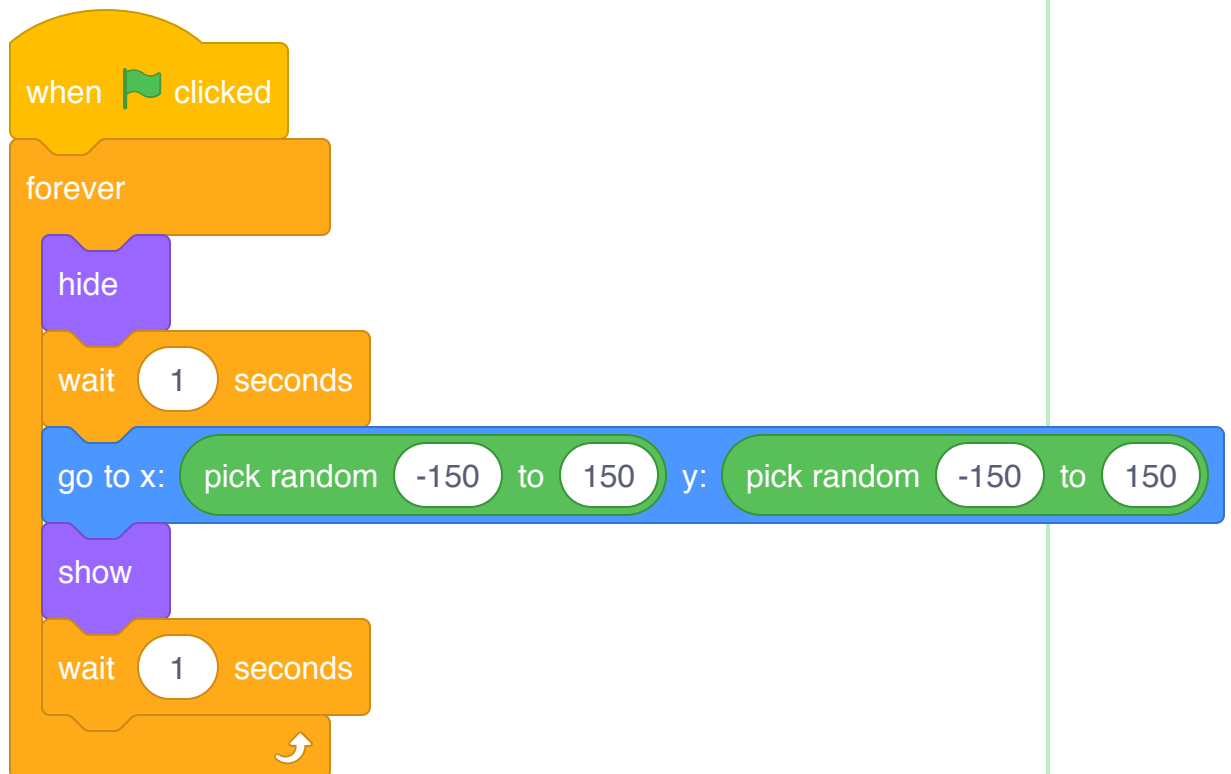 when clicked
forever
hide
wait 1 seconds
go to x: pick random -150 to 150 y: pick random -150 to 150
show
wait 1 seconds